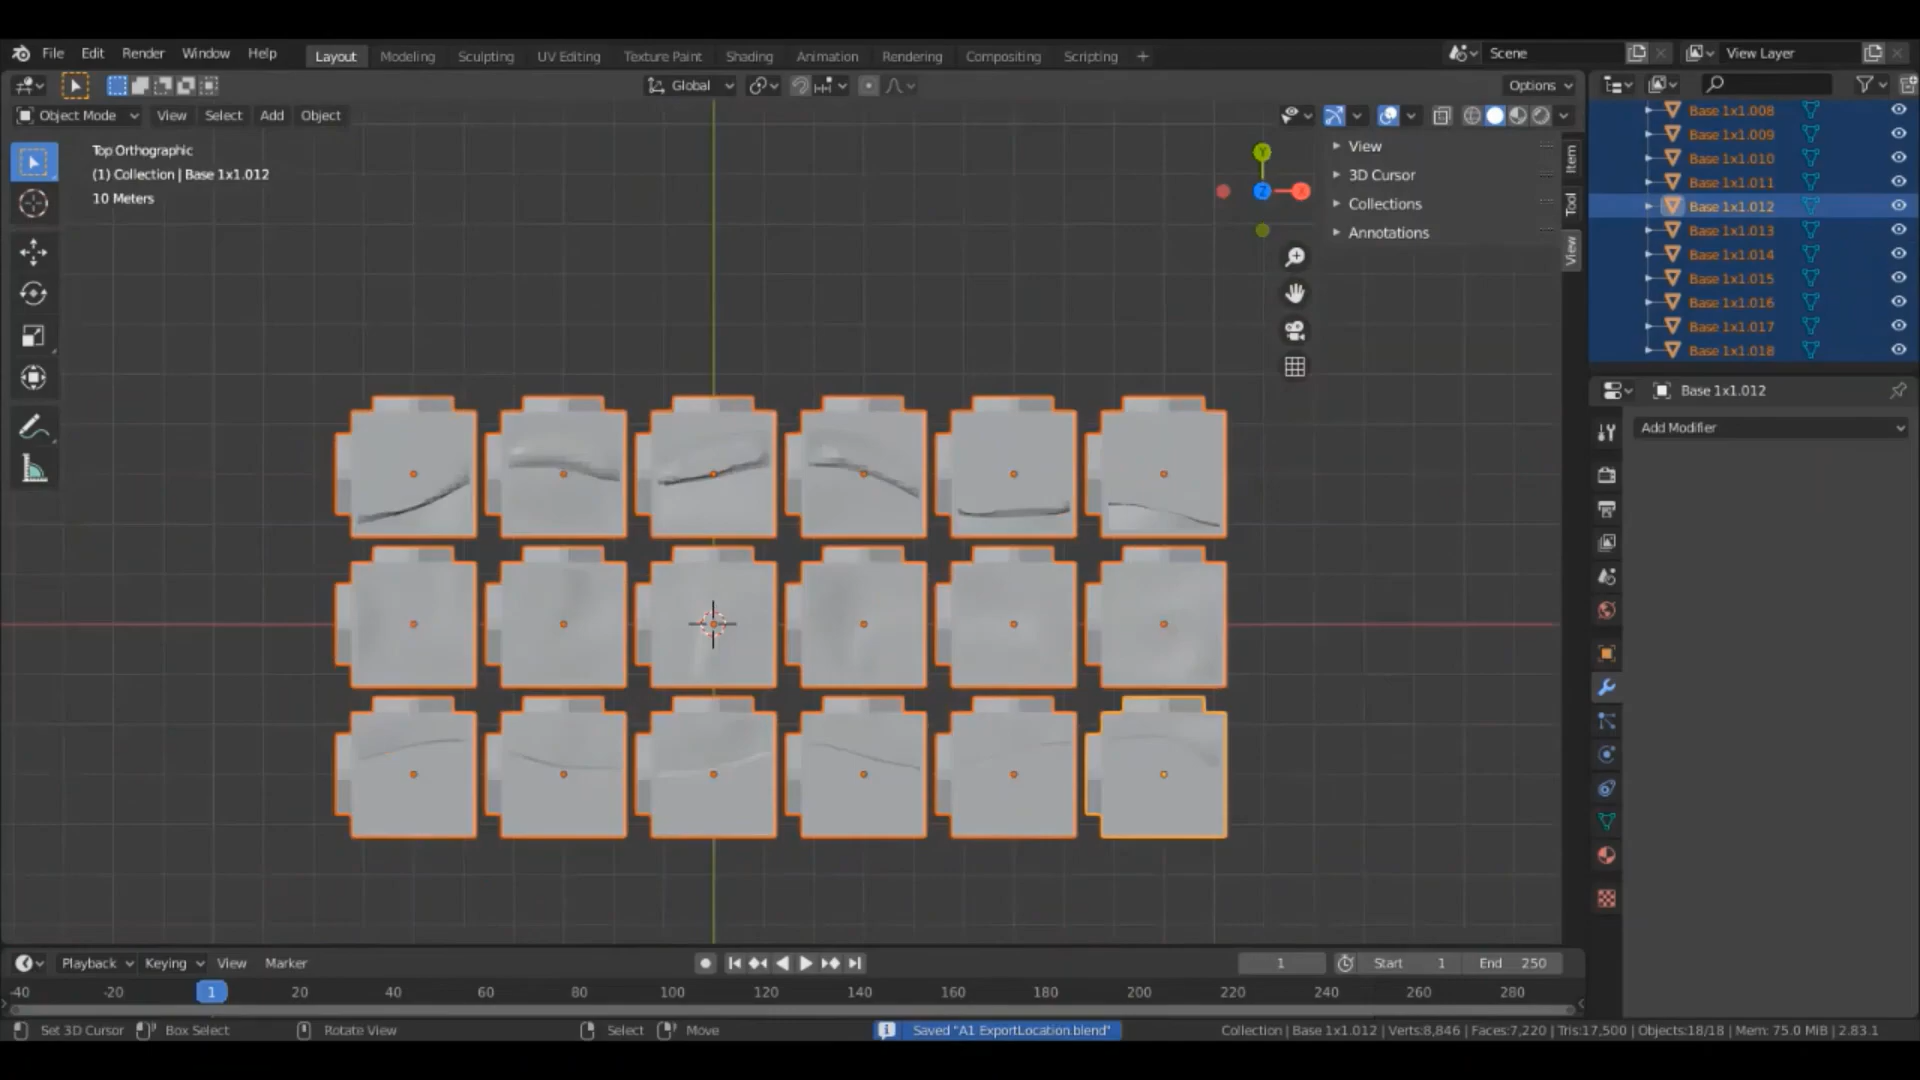 File Edit Render Window Help Layout Modeling Sculpting UV Editing Texture Paint Shading Animation Rendering Compositing Scripting + Scene View Layer
Global Options
Object Mode View Select Add Object
Top Orthographic
(1) Collection | Base 1x1.012
10 Meters
Y
Z
X
View
3D Cursor
Collections
Annotations
Item
Tool
View
Base 1x1.008
Base 1x1.009
Base 1x1.010
Base 1x1.011
Base 1x1.012
Base 1x1.013
Base 1x1.014
Base 1x1.015
Base 1x1.016
Base 1x1.017
Base 1x1.018
Base 1x1.012
Add Modifier
Playback Keying View Marker 1 Start 1 End 250
-40 -20 1 20 40 60 80 100 120 140 160 180 200 220 240 260 280
Set 3D Cursor Box Select Rotate View Select Move Saved "A1 ExportLocation.blend" Collection | Base 1x1.012 | Verts:8,846 | Faces:7,220 | Tris:17,500 | Objects:18/18 | Mem: 75.0 MiB | 2.83.1